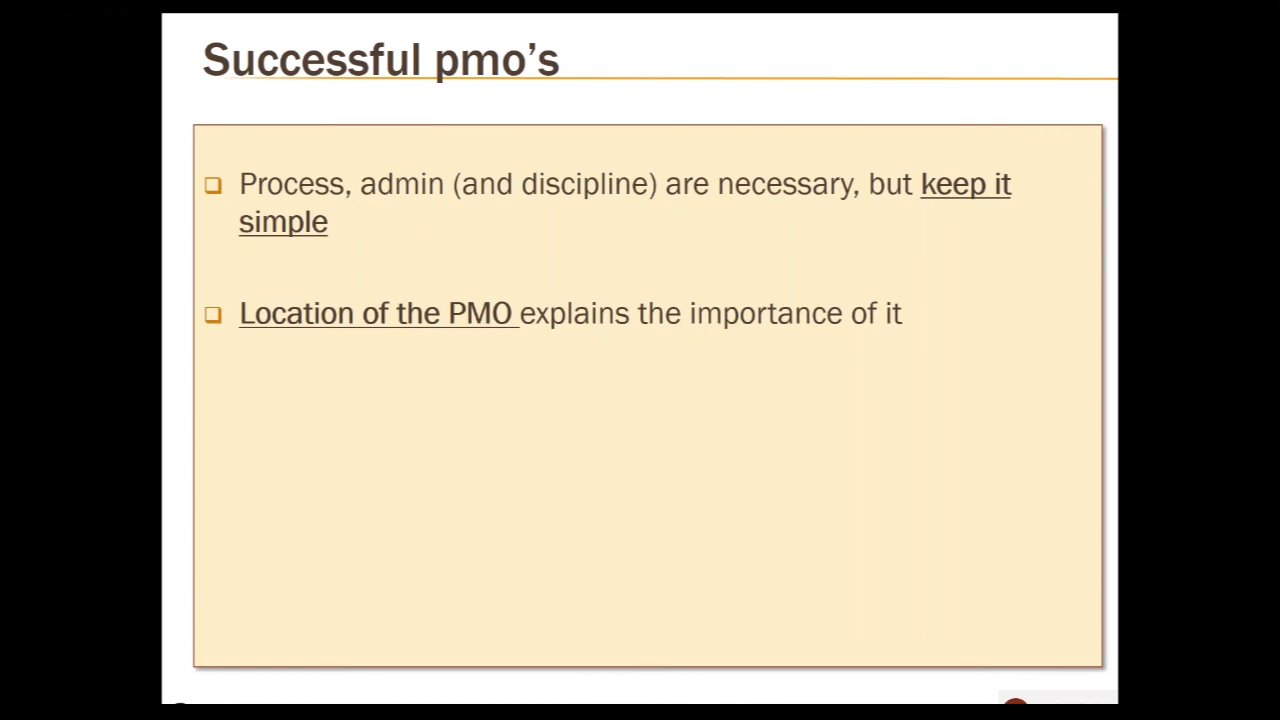 Successful pmo’s
Process, admin (and discipline) are necessary, but keep it
simple
Location of the PMO explains the importance of it